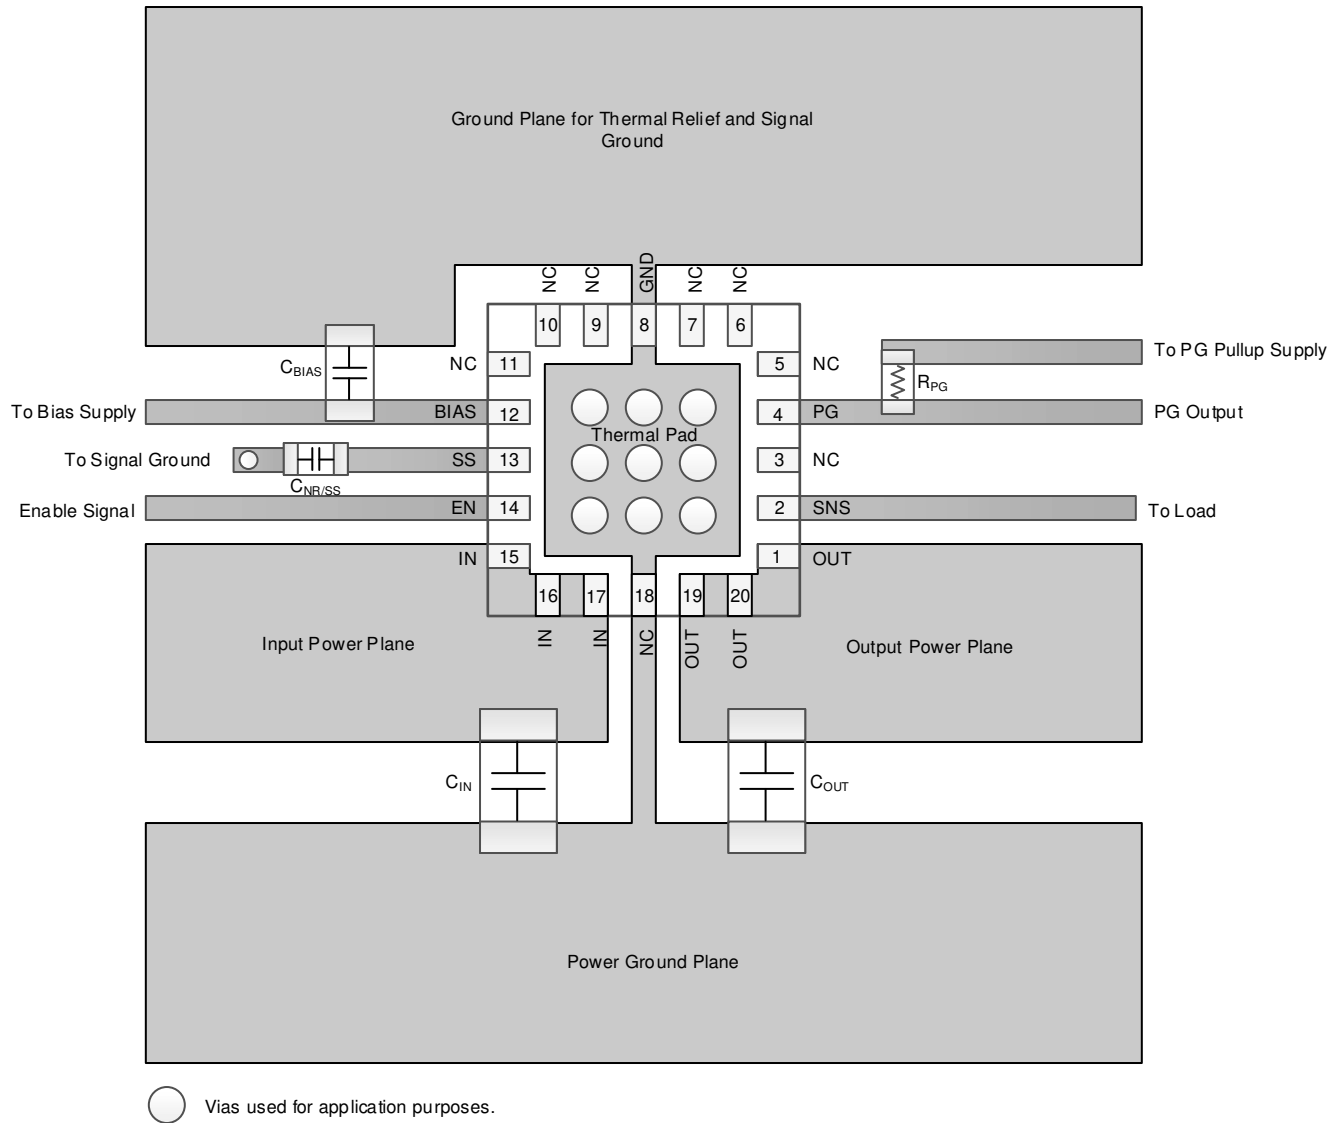 Ground Plane for Thermal Relief and Signal
Ground
NC
NC
GND
NC
NC
10
9
8
7
6
NC
11
5
NC
To PG Pullup Supply
C_BIAS
R_PG
To Bias Supply
BIAS
12
4
PG
PG Output
Thermal Pad
To Signal Ground
SS
13
3
NC
C_NR/SS
Enable Signal
EN
14
2
SNS
To Load
IN
15
1
OUT
16
17
18
19
20
IN
IN
NC
OUT
OUT
Input Power Plane
Output Power Plane
C_IN
C_OUT
Power Ground Plane
Vias used for application purposes.